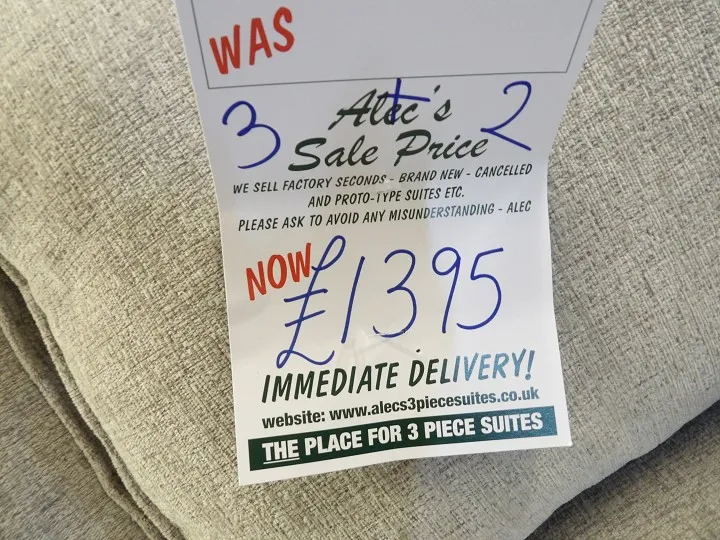 WAS
3 + 2
Alec's
Sale Price
WE SELL FACTORY SECONDS - BRAND NEW - CANCELLED
AND PROTO-TYPE SUITES ETC.
PLEASE ASK TO AVOID ANY MISUNDERSTANDING - ALEC
NOW £1395
IMMEDIATE DELIVERY!
website: www.alecs3piecesuites.co.uk
THE PLACE FOR 3 PIECE SUITES